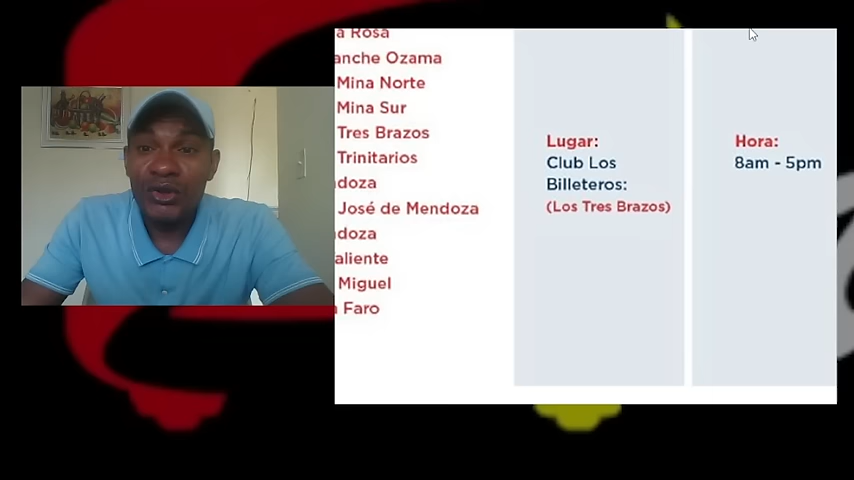 a Rosa
anche Ozama
Mina Norte
Mina Sur
Tres Brazos
Trinitarios
doza
José de Mendoza
doza
aliente
Miguel
Faro
Lugar:
Club Los
Billeteros:
(Los Tres Brazos)
Hora:
8am - 5pm